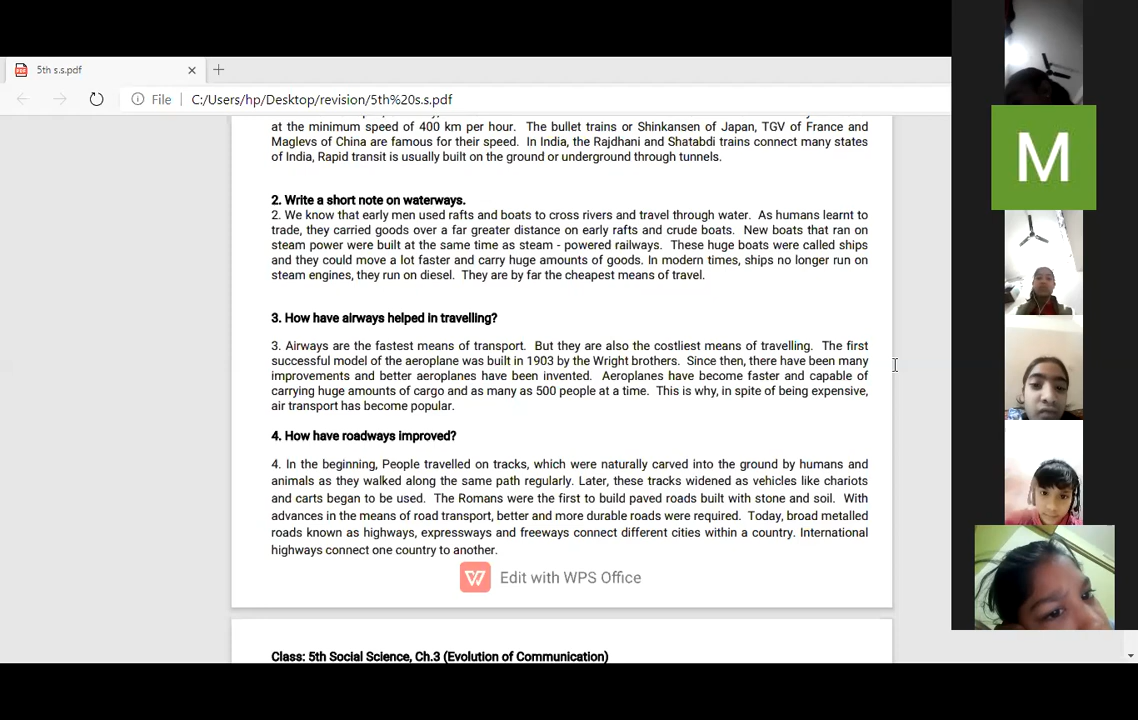 5th s.s.pdf
File
C:/Users/hp/Desktop/revision/5th%20s.s.pdf
at the minimum speed of 400 km per hour. The bullet trains or Shinkansen of Japan, TGV of France and
Maglevs of China are famous for their speed. In India, the Rajdhani and Shatabdi trains connect many states
of India, Rapid transit is usually built on the ground or underground through tunnels.
2. Write a short note on waterways.
2. We know that early men used rafts and boats to cross rivers and travel through water. As humans learnt to
trade, they carried goods over a far greater distance on early rafts and crude boats. New boats that ran on
steam power were built at the same time as steam - powered railways. These huge boats were called ships
and they could move a lot faster and carry huge amounts of goods. In modern times, ships no longer run on
steam engines, they run on diesel. They are by far the cheapest means of travel.
3. How have airways helped in travelling?
3. Airways are the fastest means of transport. But they are also the costliest means of travelling. The first
successful model of the aeroplane was built in 1903 by the Wright brothers. Since then, there have been many
improvements and better aeroplanes have been invented. Aeroplanes have become faster and capable of
carrying huge amounts of cargo and as many as 500 people at a time. This is why, in spite of being expensive,
air transport has become popular.
4. How have roadways improved?
4. In the beginning, People travelled on tracks, which were naturally carved into the ground by humans and
animals as they walked along the same path regularly. Later, these tracks widened as vehicles like chariots
and carts began to be used. The Romans were the first to build paved roads built with stone and soil. With
advances in the means of road transport, better and more durable roads were required. Today, broad metalled
roads known as highways, expressways and freeways connect different cities within a country. International
highways connect one country to another.
Edit with WPS Office
Class: 5th Social Science, Ch.3 (Evolution of Communication)
M